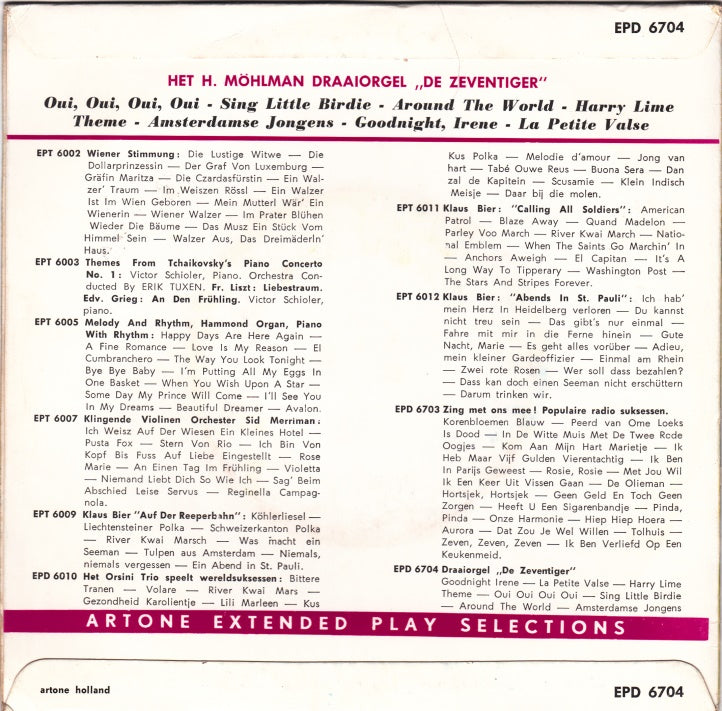 EPD 6704
HET H. MÖHLMAN DRAAIORGEL „DE ZEVENTIGER"
Oui, Oui, Oui, Oui - Sing Little Birdie - Around The World - Harry Lime
Theme - Amsterdamse Jongens - Goodnight, Irene - La Petite Valse
EPT 6002 Wiener Stimmung: Die Lustige Witwe — Die
Dollarprinzessin — Der Graf Von Luxemburg —
Gräfin Maritza — Die Czardasfürstin — Ein Wal-
zer' Traum — Im Weiszen Rössl — Ein Walzer
Ist Im Wien Geboren — Mein Mutterl Wär' Ein
Wienerin — Wiener Walzer — Im Prater Blühen
Wieder Die Bäume — Das Musz Ein Stück Vom
Himmel Sein — Walzer Aus, Das Dreimäderln'
Haus.
EPT 6003 Themes From Tchaikovsky's Piano Concerto
No. 1: Victor Schioler, Piano. Orchestra Con-
ducted By ERIK TUXEN. Fr. Liszt: Liebestraum.
Edv. Grieg: An Den Frühling. Victor Schioler,
piano.
EPT 6005 Melody And Rhythm, Hammond Organ, Piano
With Rhythm: Happy Days Are Here Again —
A Fine Romance — Love Is My Reason — El
Cumbranchero — The Way You Look Tonight —
Bye Bye Baby — I'm Putting All My Eggs In
One Basket — When You Wish Upon A Star —
Some Day My Prince Will Come — I'll See You
In My Dreams — Beautiful Dreamer — Avalon.
EPT 6007 Klingende Violinen Orchester Sid Merriman:
Ich Weisz Auf Der Wiesen Ein Kleines Hotel —
Pusta Fox — Stern Von Rio — Ich Bin Von
Kopf Bis Fuss Auf Liebe Eingestellt — Rose
Marie — An Einen Tag Im Frühling — Violetta
— Niemand Liebt Dich So Wie Ich — Sag' Beim
Abschied Leise Servus — Reginella Campag-
nola.
EPT 6009 Klaus Bier "Auf Der Reeperbahn": Köhlerliesel —
Liechtensteiner Polka — Schweizerkanton Polka
— River Kwai Marsch — Was macht ein
Seeman — Tulpen aus Amsterdam — Niemals,
niemals vergessen — Ein Abend in St. Pauli.
EPD 6010 Het Orsini Trio speelt wereldsuksessen: Bittere
Tranen — Volare — River Kwai Mars —
Gezondheid Karolientje — Lili Marleen — Kus
Kus Polka — Melodie d'amour — Jong van
hart — Tabé Ouwe Reus — Buona Sera — Dan
zal de Kapitein — Scusamie — Klein Indisch
Meisje — Daar bij die molen.
EPT 6011 Klaus Bier: "Calling All Soldiers": American
Patrol — Blaze Away — Quand Madelon —
Parley Voo March — River Kwai March — Natio-
nal Emblem — When The Saints Go Marchin' In
— Anchors Aweigh — El Capitan — It's A
Long Way To Tipperary — Washington Post —
The Stars And Stripes Forever.
EPT 6012 Klaus Bier: "Abends In St. Pauli": Ich hab'
mein Herz In Heidelberg verloren — Du kannst
nicht treu sein — Das gibt's nur einmal —
Fahre mit mir in die Ferne hinein — Gute
Nacht, Marie — Es geht alles vorüber — Adieu,
mein kleiner Gardeoffizier — Einmal am Rhein
— Zwei rote Rosen — Wer soll dass bezahlen?
— Dass kann doch einen Seeman nicht erschüttern
— Darum trinken wir.
EPD 6703 Zing met ons mee! Populaire radio suksessen.
Korenbloemen Blauw — Peerd van Ome Loeks
Is Dood — In De Witte Muis Met De Twee Rode
Oogjes — Kom Aan Mijn Hart Marietje — Ik
Heb Maar Vijf Gulden Vierentachtig — Ik Ben
In Parijs Geweest — Rosie, Rosie — Met Jou Wil
Ik Een Keer Uit Vissen Gaan — De Olieman —
Hortsjek, Hortsjek — Geen Geld En Toch Geen
Zorgen — Heeft U Een Sigarenbandje — Pinda,
Pinda — Onze Harmonie — Hiep Hiep Hoera —
Aurora — Dat Zou Je Wel Willen — Tolhuis —
Zeven, Zeven, Zeven — Ik Ben Verliefd Op Een
Keukenmeid.
EPD 6704 Draaiorgel „De Zeventiger"
Goodnight Irene — La Petite Valse — Harry Lime
Theme — Oui Oui Oui Oui — Sing Little Birdie
— Around The World — Amsterdamse Jongens
ARTONE EXTENDED PLAY SELECTIONS
artone holland
EPD 6704